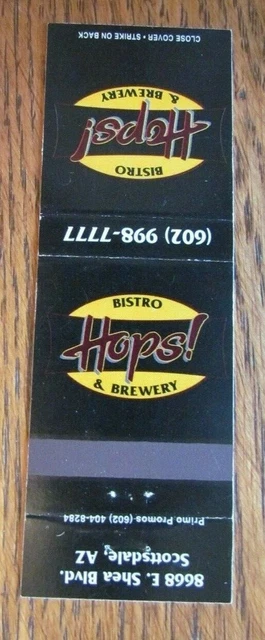 CLOSE COVER • STRIKE ON BACK
BISTRO
Hops!
& BREWERY
(602) 998-7777
BISTRO
Hops!
& BREWERY
Primo Promos (602) 404-8284
8668 E. Shea Blvd.
Scottsdale, AZ